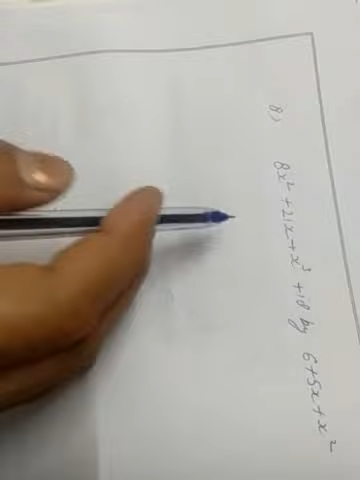 8) 8x² + 21x + x³ + 18 by 6 + 5x + x²